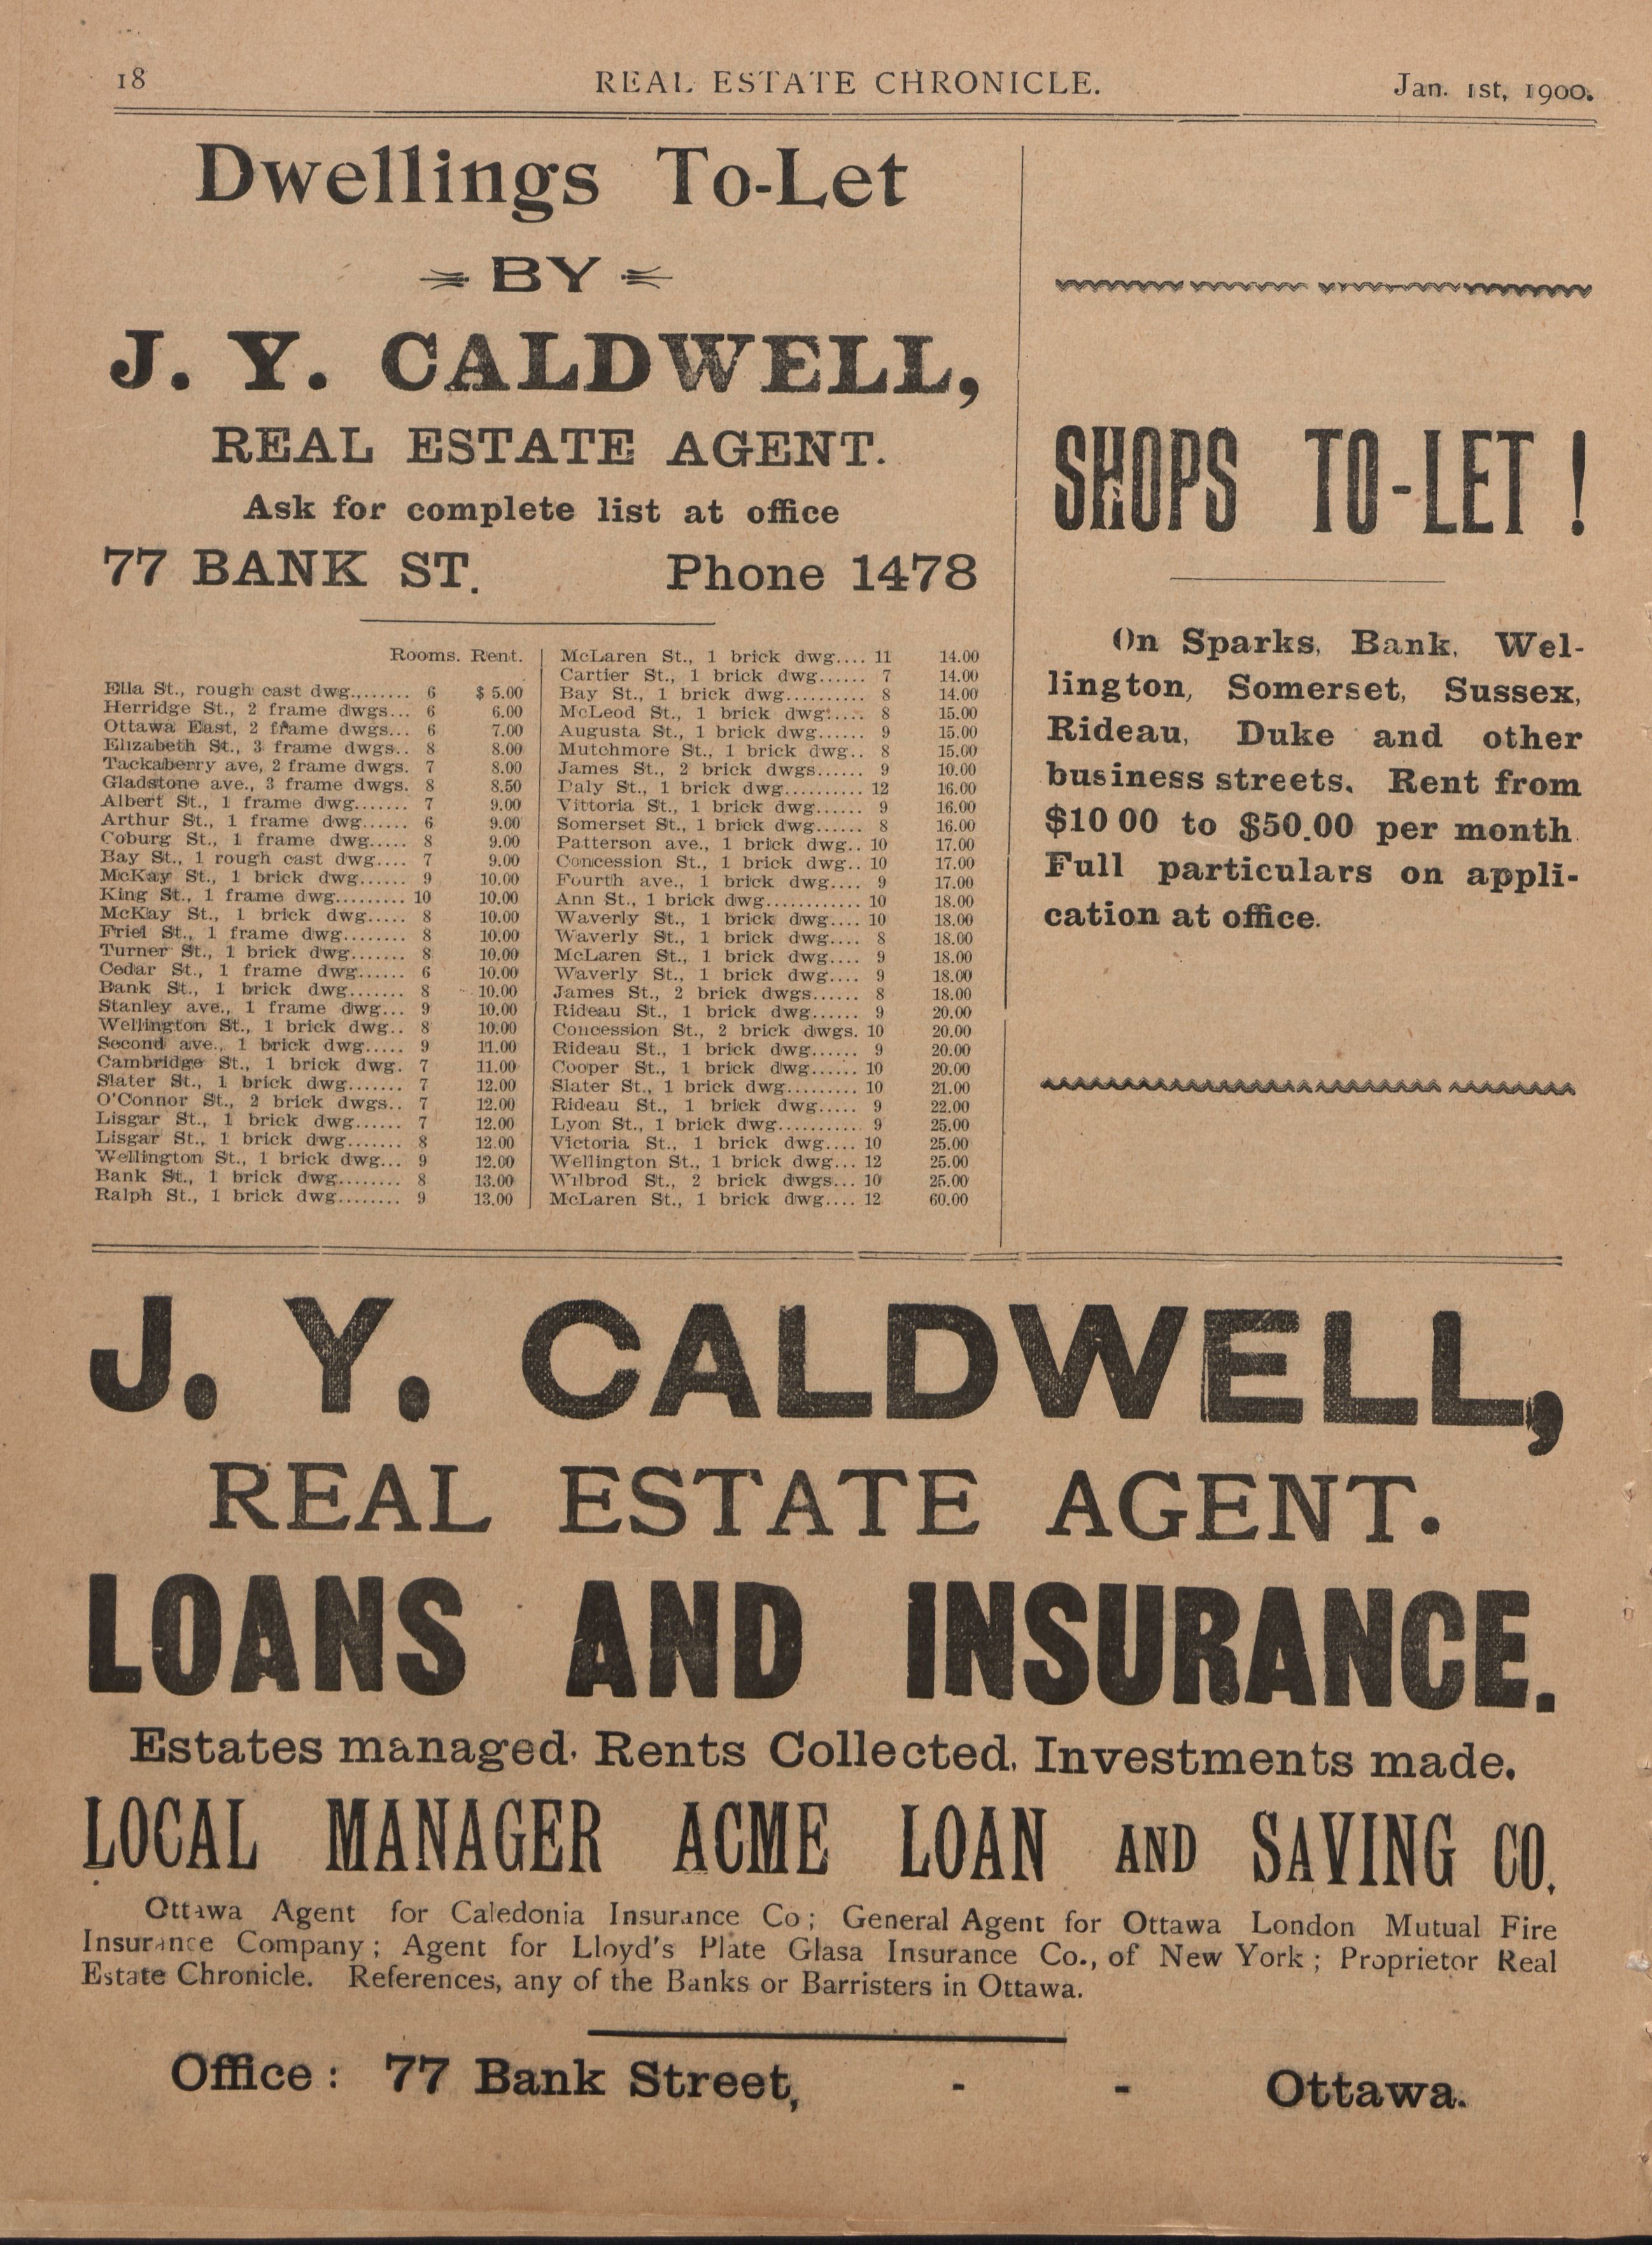 18
REAL ESTATE CHRONICLE.
Jan. 1st, 1900.
Dwellings To-Let
BY
J. Y. CALDWELL,
REAL ESTATE AGENT.
Ask for complete list at office
77 BANK ST. Phone 1478
Rooms. Rent.
Ella St., rough cast dwg....... 6 $ 5.00
Herridge St., 2 frame dwgs... 6 6.00
Ottawa East, 2 frame dwgs... 6 7.00
Elizabeth St., 3 frame dwgs.. 8 8.00
Tackaberry ave, 2 frame dwgs. 7 8.00
Gladstone ave., 3 frame dwgs. 8 8.50
Albert St., 1 frame dwg....... 7 9.00
Arthur St., 1 frame dwg...... 6 9.00
Coburg St., 1 frame dwg..... 8 9.00
Bay St., 1 rough cast dwg.... 7 9.00
McKay St., 1 brick dwg...... 9 10.00
King St., 1 frame dwg......... 10 10.00
McKay St., 1 brick dwg..... 8 10.00
Friel St., 1 frame dwg........ 8 10.00
Turner St., 1 brick dwg...... 8 10.00
Cedar St., 1 frame dwg...... 6 10.00
Bank St., 1 brick dwg....... 8 10.00
Stanley ave., 1 frame dwg... 9 10.00
Wellington St., 1 brick dwg.. 8 10.00
Second ave., 1 brick dwg..... 9 11.00
Cambridge St., 1 brick dwg. 7 11.00
Slater St., 1 brick dwg....... 7 12.00
O'Connor St., 2 brick dwgs.. 7 12.00
Lisgar St., 1 brick dwg...... 7 12.00
Lisgar St., 1 brick dwg....... 8 12.00
Wellington St., 1 brick dwg... 9 12.00
Bank St., 1 brick dwg........ 8 13.00
Ralph St., 1 brick dwg........ 9 13.00
McLaren St., 1 brick dwg.... 11 14.00
Cartier St., 1 brick dwg...... 7 14.00
Bay St., 1 brick dwg.......... 8 14.00
McLeod St., 1 brick dwg..... 8 15.00
Augusta St., 1 brick dwg...... 9 15.00
Mutchmore St., 1 brick dwg.. 8 15.00
James St., 2 brick dwgs...... 9 10.00
Daly St., 1 brick dwg.......... 12 16.00
Vittoria St., 1 brick dwg...... 9 16.00
Somerset St., 1 brick dwg...... 8 16.00
Patterson ave., 1 brick dwg.. 10 17.00
Concession St., 1 brick dwg.. 10 17.00
Fourth ave., 1 brick dwg.... 9 17.00
Ann St., 1 brick dwg............ 10 18.00
Waverly St., 1 brick dwg.... 10 18.00
Waverly St., 1 brick dwg.... 8 18.00
McLaren St., 1 brick dwg.... 9 18.00
Waverly St., 1 brick dwg.... 9 18.00
James St., 2 brick dwgs...... 8 18.00
Rideau St., 1 brick dwg...... 9 20.00
Concession St., 2 brick dwgs. 10 20.00
Rideau St., 1 brick dwg...... 9 20.00
Cooper St., 1 brick dwg...... 10 20.00
Slater St., 1 brick dwg......... 10 21.00
Rideau St., 1 brick dwg..... 9 22.00
Lyon St., 1 brick dwg.......... 9 25.00
Victoria St., 1 brick dwg.... 10 25.00
Wellington St., 1 brick dwg... 12 25.00
Wilbrod St., 2 brick dwgs... 10 25.00
McLaren St., 1 brick dwg.... 12 60.00
SHOPS TO-LET !
On Sparks, Bank, Wel-
lington, Somerset, Sussex,
Rideau, Duke and other
business streets. Rent from
$10 00 to $50.00 per month.
Full particulars on appli-
cation at office.
J. Y. CALDWELL,
REAL ESTATE AGENT.
LOANS AND INSURANCE.
Estates managed. Rents Collected. Investments made.
LOCAL MANAGER ACME LOAN AND SAVING CO.
Ottawa Agent for Caledonia Insurance Co; General Agent for Ottawa London Mutual Fire
Insurance Company; Agent for Lloyd's Plate Glasa Insurance Co., of New York; Proprietor Real
Estate Chronicle. References, any of the Banks or Barristers in Ottawa.
Office: 77 Bank Street, - - Ottawa.